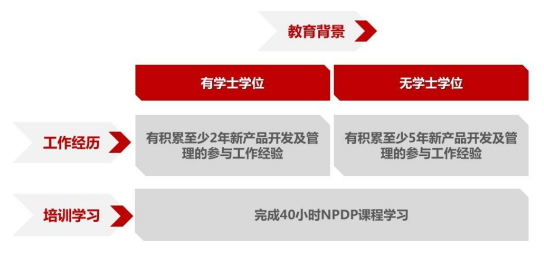 教育背景
有学士学位
无学士学位
工作经历
有积累至少2年新产品开发及管
理的参与工作经验
有积累至少5年新产品开发及管
理的参与工作经验
培训学习
完成40小时NPDP课程学习